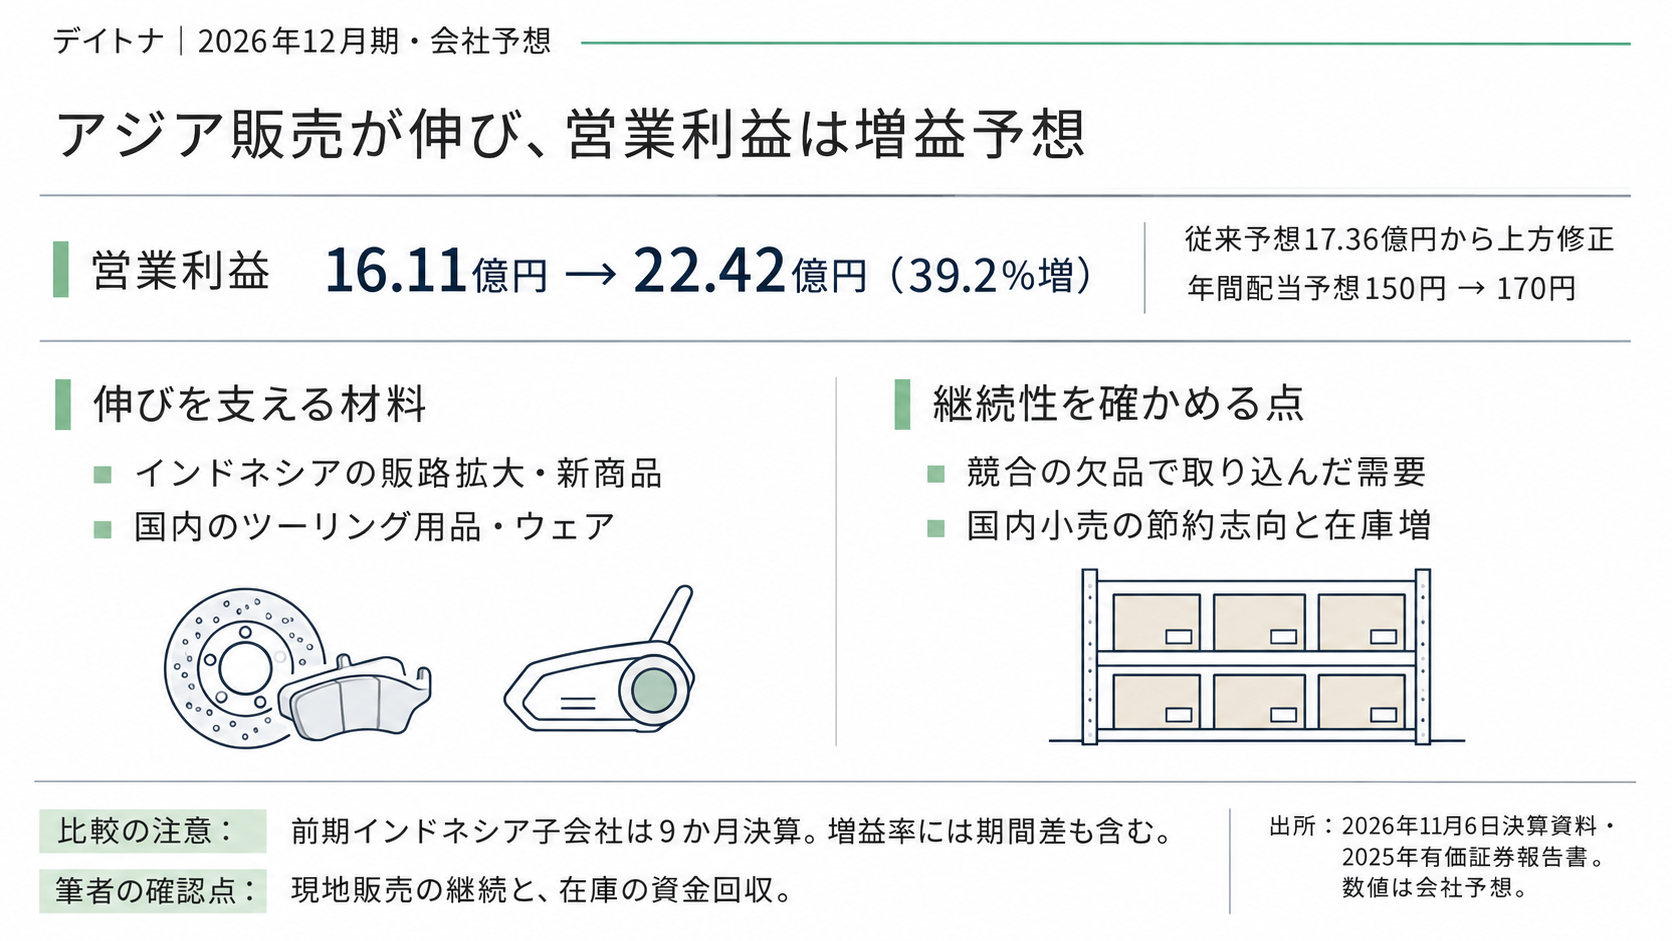 デイトナ｜2026年12月期・会社予想
アジア販売が伸び、営業利益は増益予想
営業利益 16.11億円 → 22.42億円（39.2%増）
従来予想17.36億円から上方修正
年間配当予想150円 → 170円
伸びを支える材料
インドネシアの販路拡大・新商品
国内のツーリング用品・ウェア
継続性を確かめる点
競合の欠品で取り込んだ需要
国内小売の節約志向と在庫増
比較の注意： 前期インドネシア子会社は9か月決算。増益率には期間差も含む。
筆者の確認点： 現地販売の継続と、在庫の資金回収。
出所：2026年11月6日決算資料・
2025年有価証券報告書。
数値は会社予想。